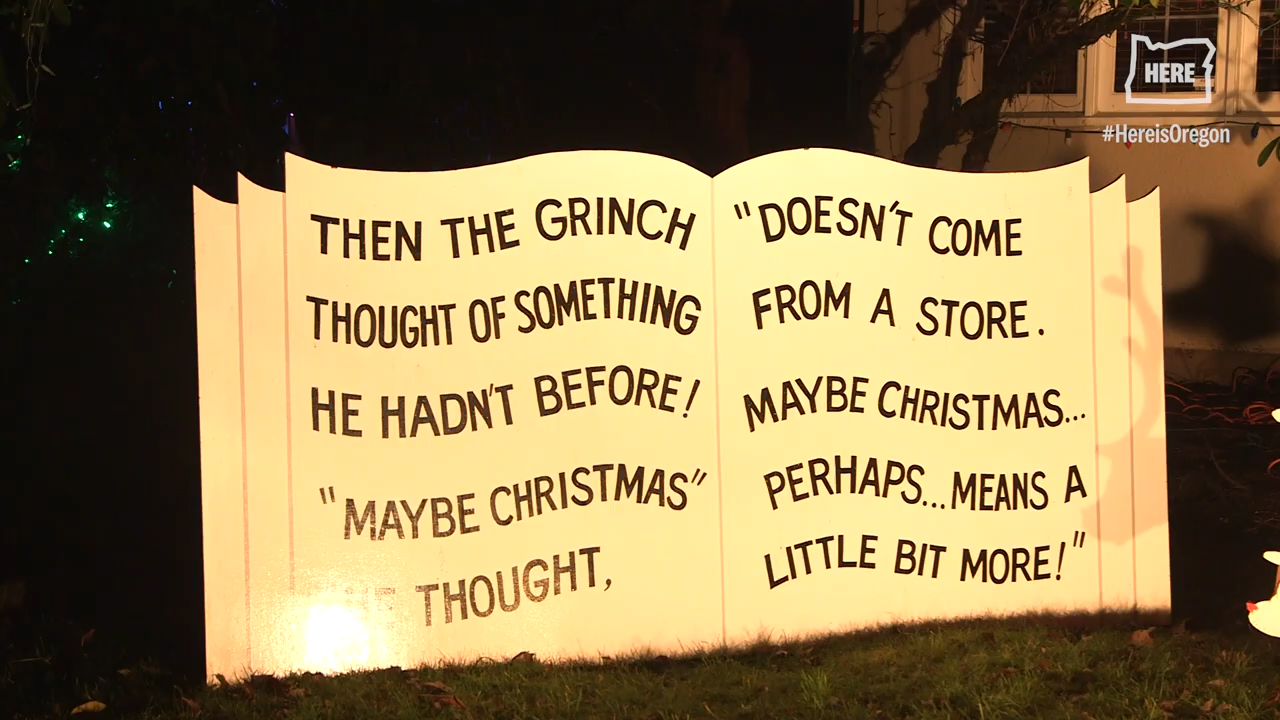 THEN THE GRINCH
THOUGHT OF SOMETHING
HE HADN'T BEFORE!
"MAYBE CHRISTMAS"
THOUGHT,
"DOESN'T COME
FROM A STORE.
MAYBE CHRISTMAS...
PERHAPS...MEANS A
LITTLE BIT MORE!"
HERE
#HereisOregon